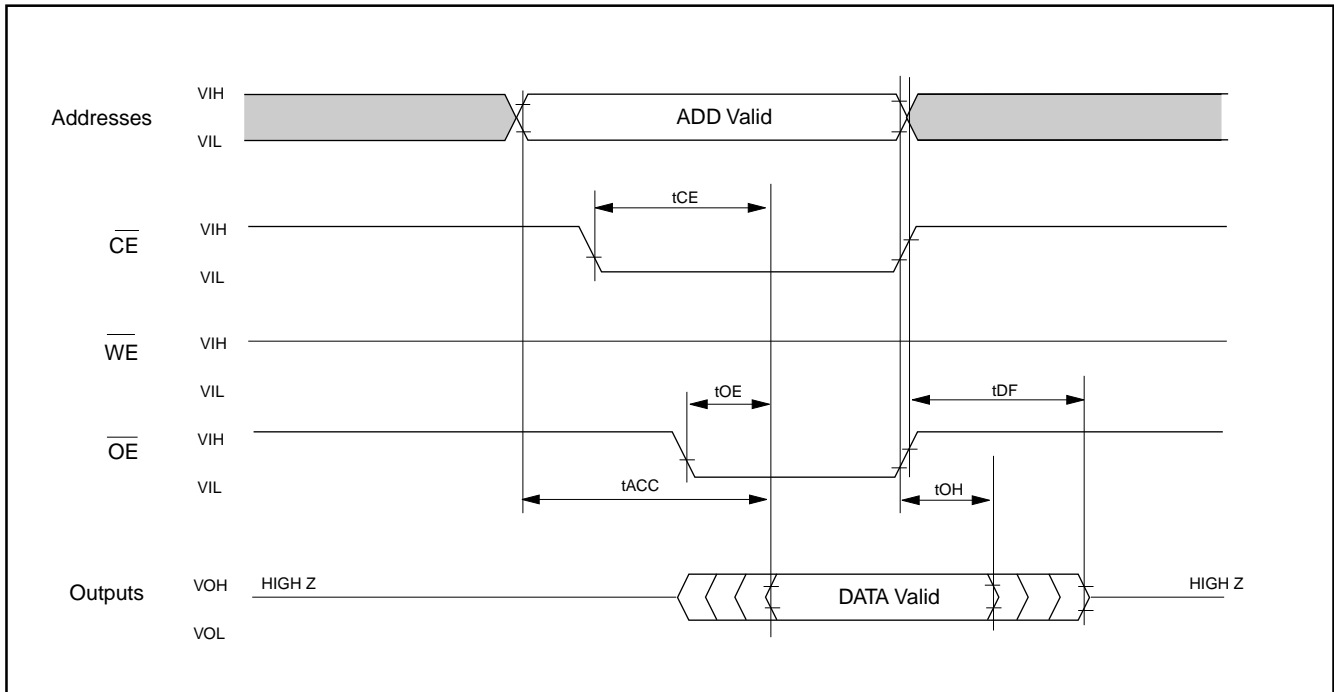 VIH
Addresses
ADD Valid
VIL
tCE
VIH
CE
VIL
VIH
WE
VIL
tOE
tDF
VIH
OE
VIL
tACC
tOH
VOH
HIGH Z
HIGH Z
Outputs
DATA Valid
VOL